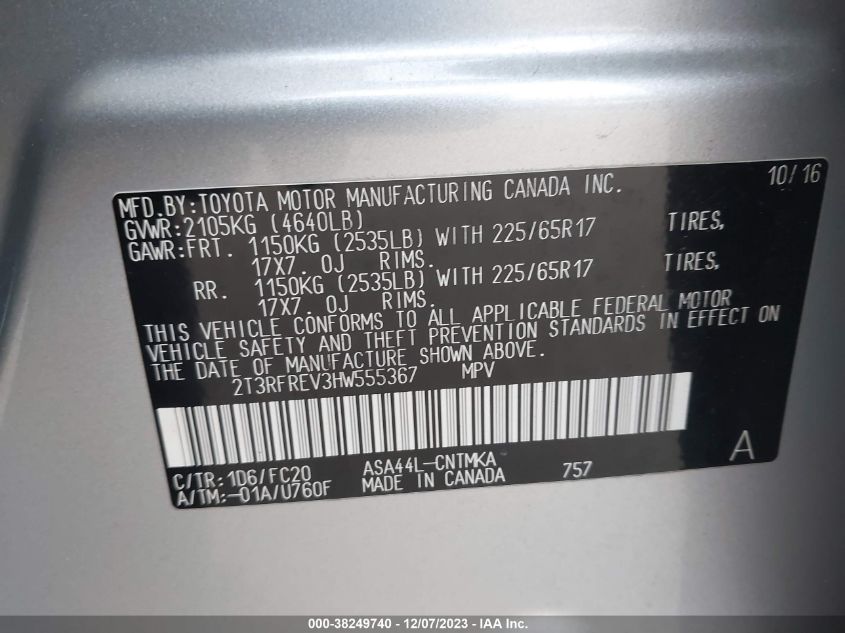 10/16
MFD.BY:TOYOTA MOTOR MANUFACTURING CANADA INC.
GVWR:2105KG (4640LB)
GAWR:FRT. 1150KG (2535LB) WITH 225/65R17 TIRES,
17X7. 0J RIMS.
RR. 1150KG (2535LB) WITH 225/65R17 TIRES,
17X7. 0J RIMS.
THIS VEHICLE CONFORMS TO ALL APPLICABLE FEDERAL MOTOR
VEHICLE SAFETY AND THEFT PREVENTION STANDARDS IN EFFECT ON
THE DATE OF MANUFACTURE SHOWN ABOVE.
2T3RFREV3HW555367 MPV
A
C/TR:1D6/FC20 ASA44L-CNTMKA 757
A/TM:-01A/U760F MADE IN CANADA
000-38249740 - 12/07/2023 - IAA Inc.